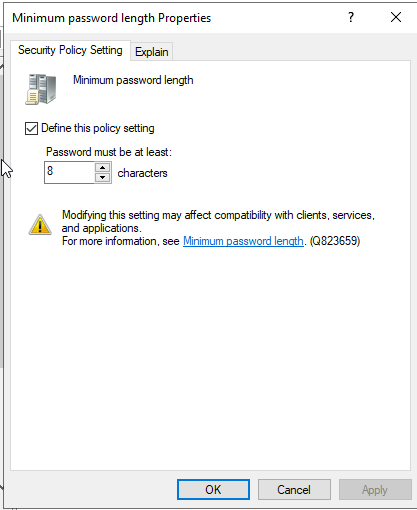 Minimum password length Properties
?
Security Policy Setting
Explain
Minimum password length
Define this policy setting
Password must be at least:
8
characters
Modifying this setting may affect compatibility with clients, services,
and applications.
For more information, see Minimum password length. (Q823659)
OK
Cancel
Apply